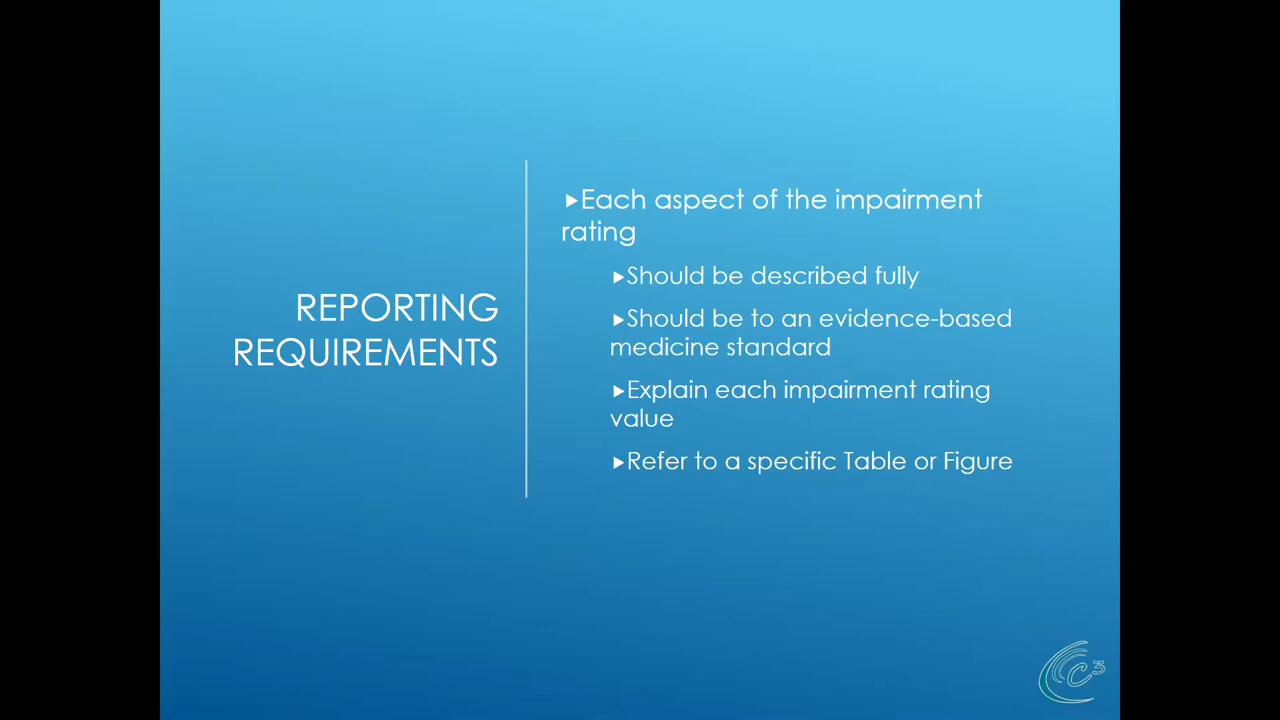 REPORTING
REQUIREMENTS
▶Each aspect of the impairment
rating
▶Should be described fully
▶Should be to an evidence-based
medicine standard
▶Explain each impairment rating
value
▶Refer to a specific Table or Figure
C3